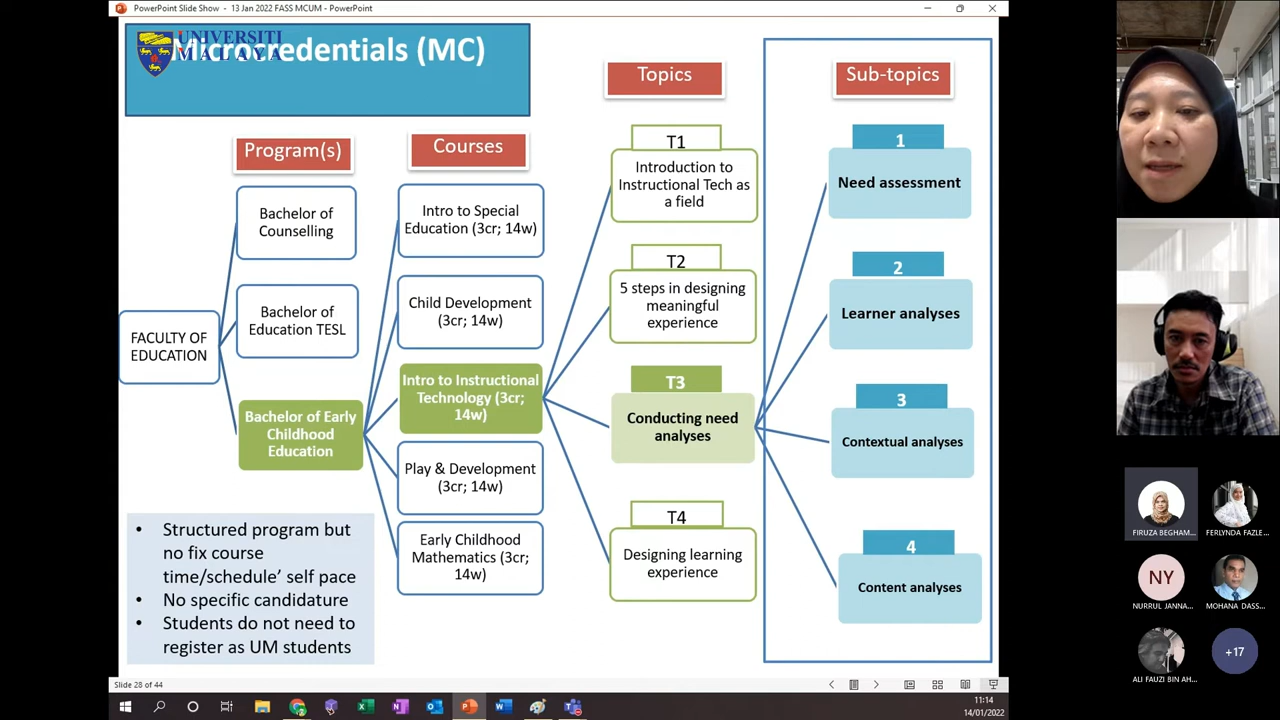 PowerPoint Slide Show - 13 Jan 2022 FASS MCUM - PowerPoint
UNIVERSITI
MALAYA
Microcredentials (MC)
Program(s)
Courses
Topics
Sub-topics
FACULTY OF
EDUCATION
Bachelor of
Counselling
Bachelor of
Education TESL
Bachelor of Early
Childhood
Education
Intro to Special
Education (3cr; 14w)
Child Development
(3cr; 14w)
Intro to Instructional
Technology (3cr;
14w)
Play & Development
(3cr; 14w)
Early Childhood
Mathematics (3cr;
14w)
T1
Introduction to
Instructional Tech as
a field
T2
5 steps in designing
meaningful
experience
T3
Conducting need
analyses
T4
Designing learning
experience
1
Need assessment
2
Learner analyses
3
Contextual analyses
4
Content analyses
• Structured program but
no fix course
time/schedule’ self pace
• No specific candidature
• Students do not need to
register as UM students
Slide 28 of 44
11:14
14/01/2022
FIRUZA BEGHAM...
FERLYNDA FAZLE...
NY
NURRUL JANNA...
MOHANA DASS...
ALI FAUZI BIN AH...
+17